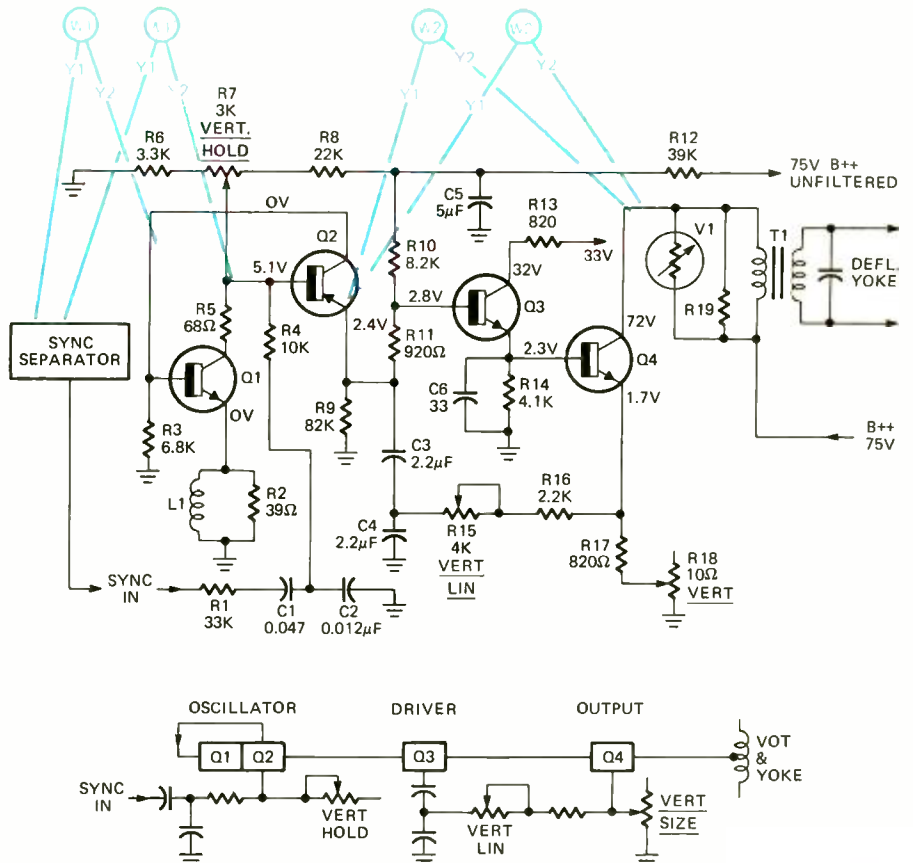 W1
W2
W2
Y1
Y2
Y1
Y2
Y1
Y2
Y1
Y2
R7
3K
VERT.
HOLD
R6
3.3K
R8
22K
R12
39K
75V B++
UNFILTERED
C5
5µF
R13
820
33V
V1
T1
DEFL.
YOKE
R19
0V
Q2
5.1V
R10
8.2K
32V
Q3
2.8V
2.4V
R11
920Ω
R5
68Ω
R4
10K
SYNC
SEPARATOR
Q1
0V
R3
6.8K
R9
82K
C6
33
R14
4.1K
2.3V
72V
Q4
1.7V
B++
75V
L1
R2
39Ω
C3
2.2µF
C4
2.2µF
R15
4K
VERT
LIN
R16
2.2K
R17
820Ω
R18
10Ω
VERT
SYNC
IN
R1
33K
C1
0.047
C2
0.012µF
OSCILLATOR
DRIVER
OUTPUT
Q1
Q2
Q3
Q4
VOT
&
YOKE
SYNC
IN
VERT
HOLD
VERT
LIN
VERT
SIZE